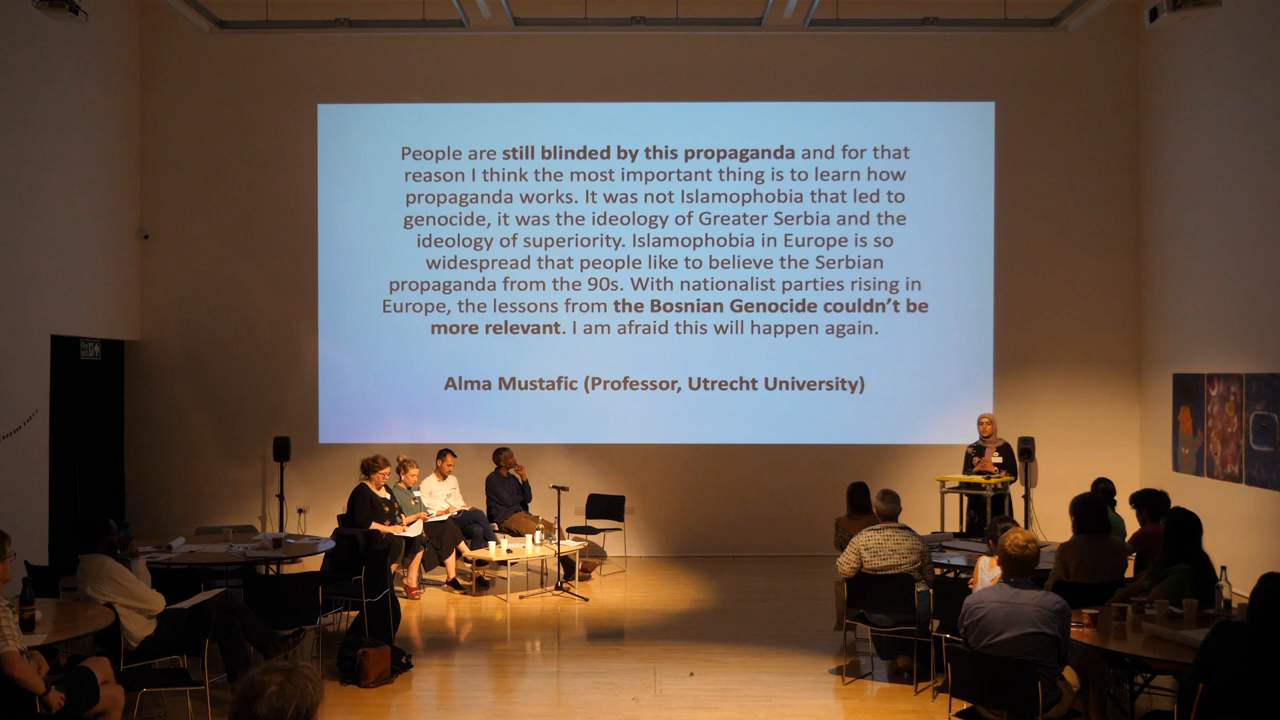 People are still blinded by this propaganda and for that
reason I think the most important thing is to learn how
propaganda works. It was not Islamophobia that led to
genocide, it was the ideology of Greater Serbia and the
ideology of superiority. Islamophobia in Europe is so
widespread that people like to believe the Serbian
propaganda from the 90s. With nationalist parties rising in
Europe, the lessons from the Bosnian Genocide couldn't be
more relevant. I am afraid this will happen again.
Alma Mustafic (Professor, Utrecht University)